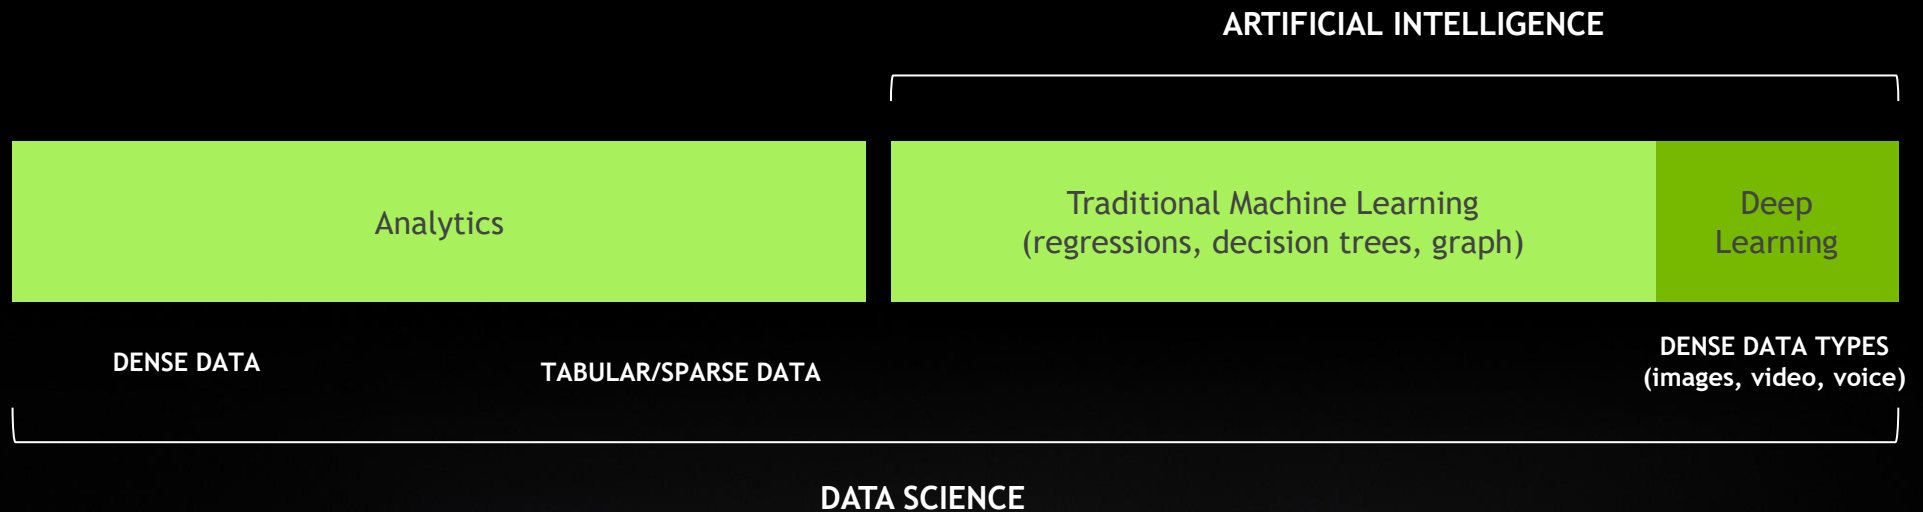 ARTIFICIAL INTELLIGENCE
Analytics
Traditional Machine Learning
(regressions, decision trees, graph)
Deep
Learning
DENSE DATA
TABULAR/SPARSE DATA
DENSE DATA TYPES
(images, video, voice)
DATA SCIENCE